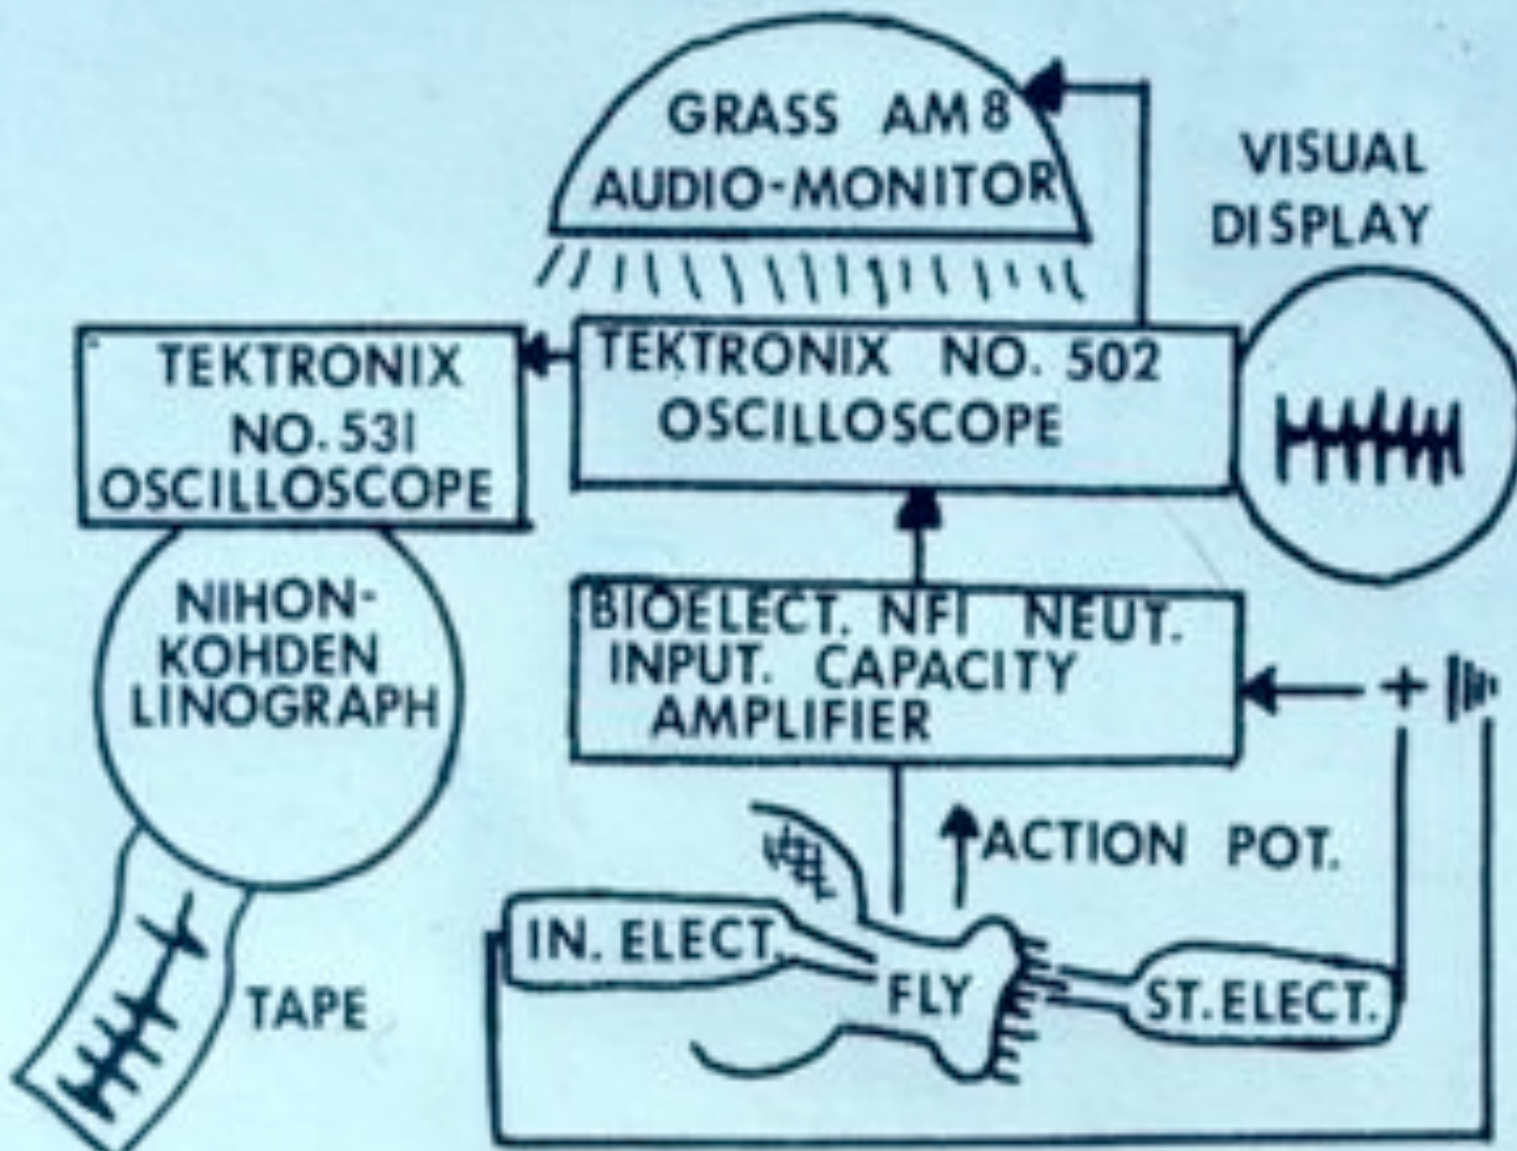 GRASS AM8
AUDIO-MONITOR
VISUAL
DISPLAY
TEKTRONIX
NO. 531
OSCILLOSCOPE
TEKTRONIX NO. 502
OSCILLOSCOPE
NIHON-
KOHDEN
LINOGRAPH
BIOELECT. NFI NEUT.
INPUT. CAPACITY
AMPLIFIER
+
ACTION POT.
IN. ELECT.
FLY
ST. ELECT.
TAPE